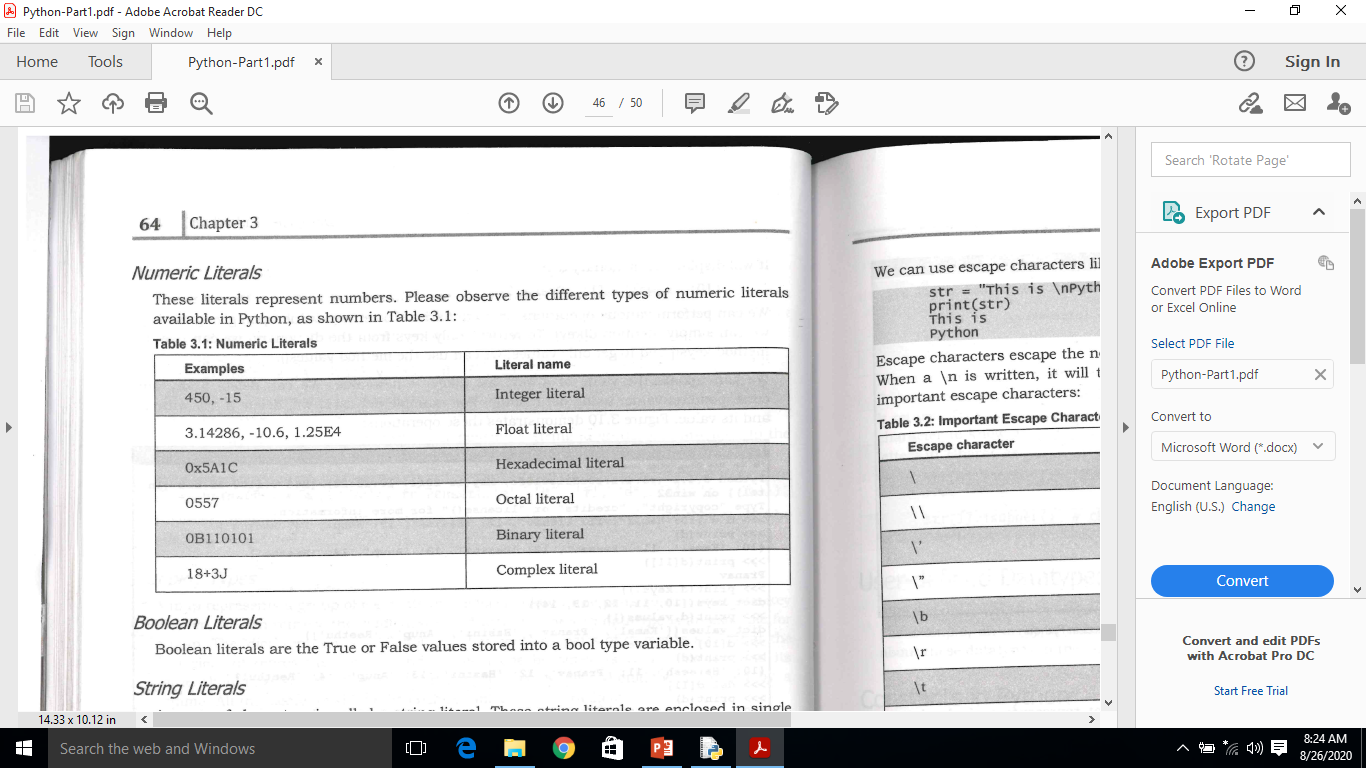 Python-Part1.pdf - Adobe Acrobat Reader DC
File Edit View Sign Window Help
Home Tools Python-Part1.pdf × Sign In
46 / 50
64 Chapter 3
Numeric Literals
These literals represent numbers. Please observe the different types of numeric literals
available in Python, as shown in Table 3.1:
Table 3.1: Numeric Literals
Examples Literal name
450, -15 Integer literal
3.14286, -10.6, 1.25E4 Float literal
0x5A1C Hexadecimal literal
0557 Octal literal
0B110101 Binary literal
18+3J Complex literal
Boolean Literals
Boolean literals are the True or False values stored into a bool type variable.
String Literals
We can use escape characters li
str = "This is \nPyth
print(str)
This is
Python
Escape characters escape the n
When a \n is written, it will t
important escape characters:
Table 3.2: Important Escape Charact
Escape character
\
\\
\'
\"
\b
\r
\t
Search 'Rotate Page'
Export PDF
Adobe Export PDF
Convert PDF Files to Word
or Excel Online
Select PDF File
Python-Part1.pdf
Convert to
Microsoft Word (*.docx)
Document Language:
English (U.S.) Change
Convert
Convert and edit PDFs
with Acrobat Pro DC
Start Free Trial
14.33 x 10.12 in
Search the web and Windows
8:24 AM
8/26/2020